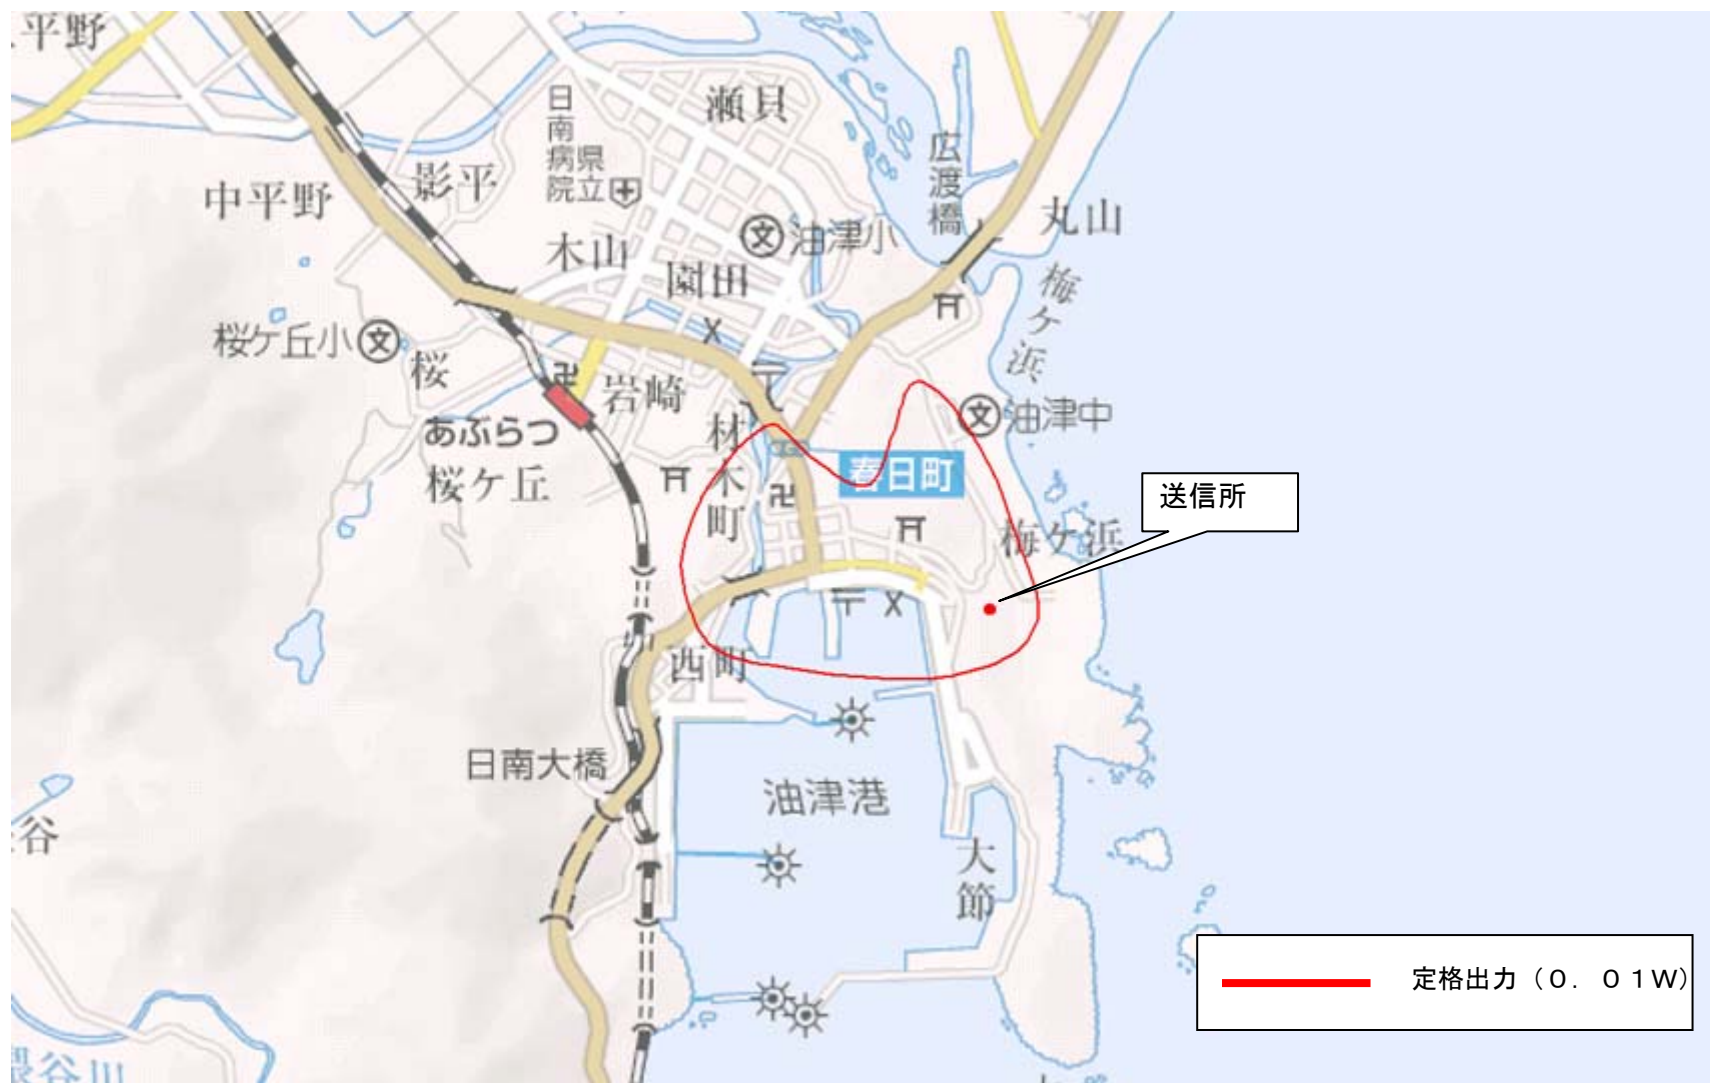 平野
瀬貝
日南病院
県立
広渡橋
影平
中平野
丸山
油津小
木山
園田
梅ケ浜
桜ケ丘小
桜
岩崎
油津中
あぶらつ
材木町
春日町
桜ケ丘
送信所
梅ケ浜
西町
日南大橋
油津港
谷
大節
定格出力（０．０１W）
谷川